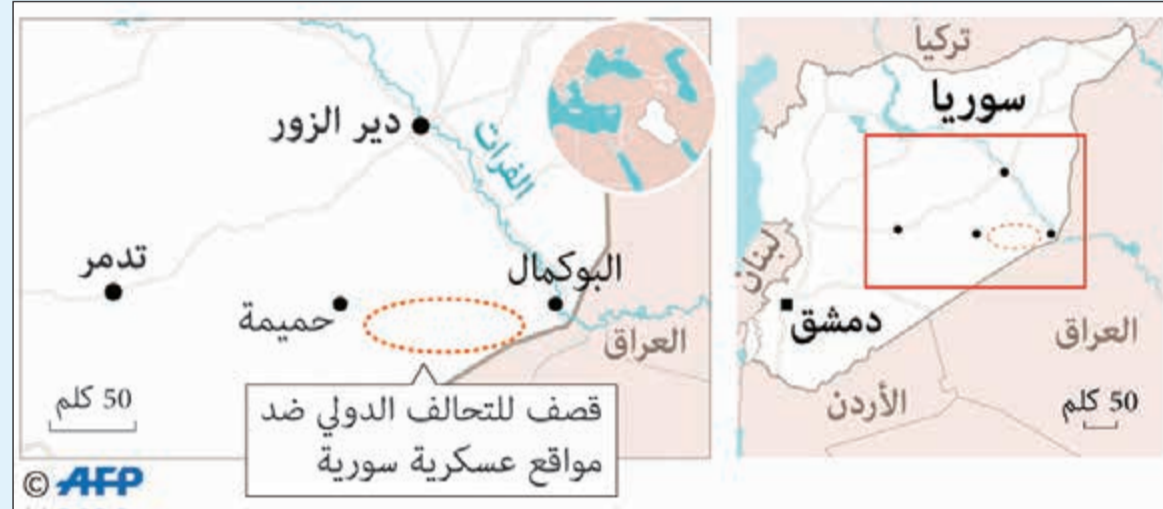 تركيا
سوريا
لبنان
دمشق
العراق
الأردن
50 كلم
دير الزور
الفرات
تدمر
البوكمال
حميمة
العراق
50 كلم
قصف للتحالف الدولي ضد
مواقع عسكرية سورية
© AFP